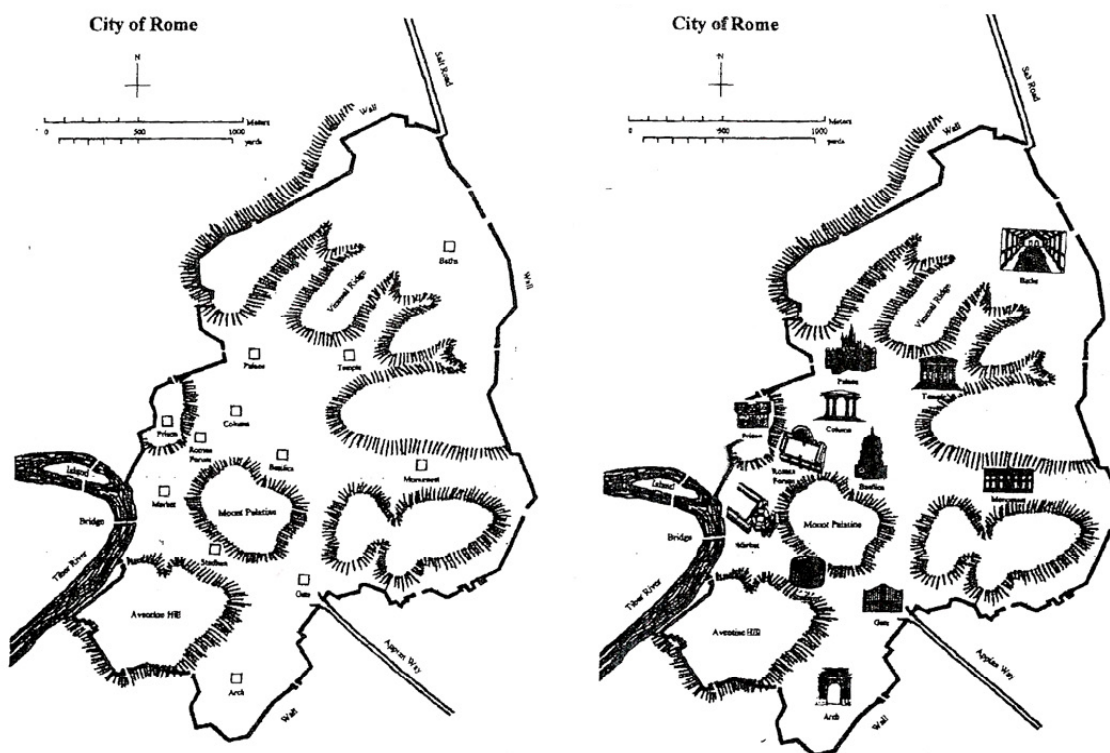 City of Rome
N
Salt Road
Wall
Meters
0 500 1000
yards
Baths
Wall
Viminal Ridge
Palace
Temple
Column
Prison
Roman
Forum
Basilica
Monument
Island
Market
Mount Palatine
Bridge
Stadium
Tiber River
Gate
Aventine Hill
Appian Way
Arch
Wall
City of Rome
N
Salt Road
Wall
Meters
0 500 1000
yards
Baths
Wall
Viminal Ridge
Palace
Temple
Column
Prison
Roman
Forum
Basilica
Monument
Island
Mount Palatine
Bridge
Market
Tiber River
Gate
Aventine Hill
Appian Way
Arch
Wall